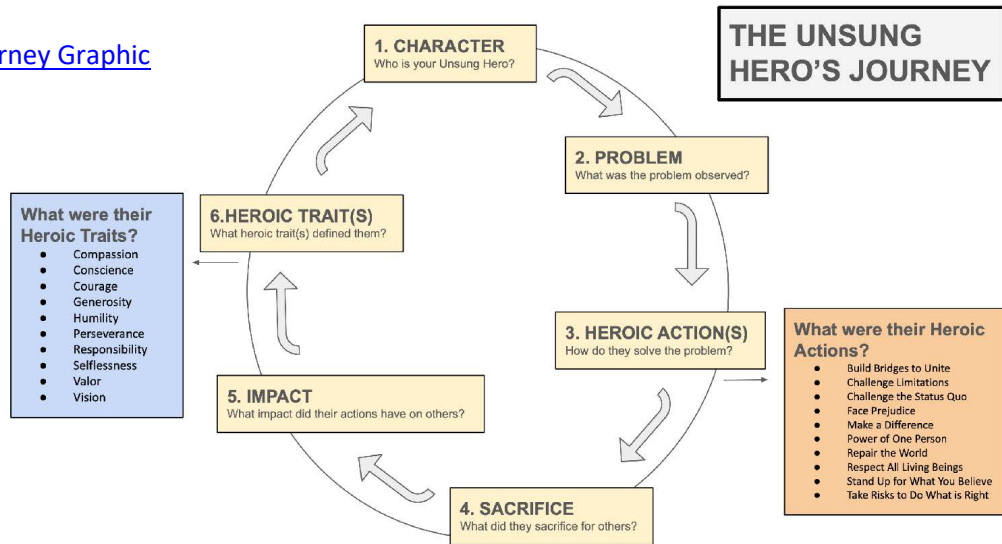 rney Graphic
THE UNSUNG
HERO'S JOURNEY
1. CHARACTER
Who is your Unsung Hero?
2. PROBLEM
What was the problem observed?
3. HEROIC ACTION(S)
How do they solve the problem?
What were their Heroic
Actions?
● Build Bridges to Unite
● Challenge Limitations
● Challenge the Status Quo
● Face Prejudice
● Make a Difference
● Power of One Person
● Repair the World
● Respect All Living Beings
● Stand Up for What You Believe
● Take Risks to Do What is Right
4. SACRIFICE
What did they sacrifice for others?
5. IMPACT
What impact did their actions have on others?
6.HEROIC TRAIT(S)
What heroic trait(s) defined them?
What were their
Heroic Traits?
● Compassion
● Conscience
● Courage
● Generosity
● Humility
● Perseverance
● Responsibility
● Selflessness
● Valor
● Vision